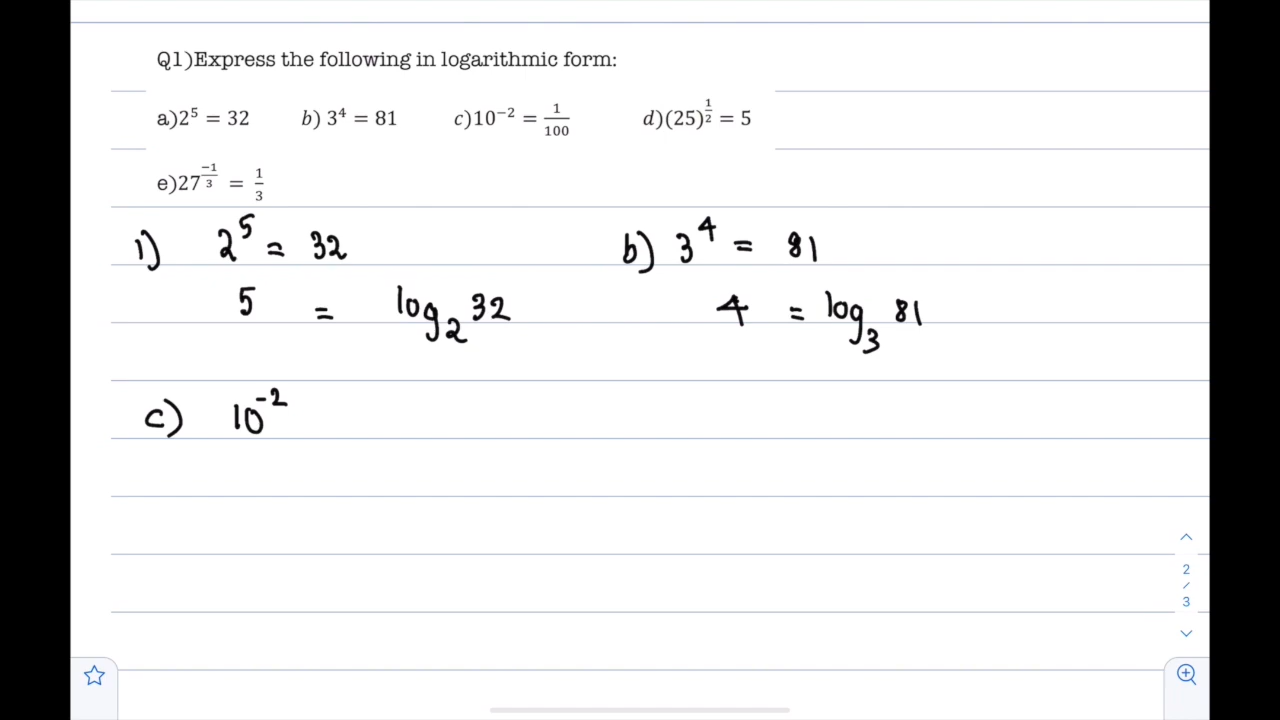 Q1)Express the following in logarithmic form:
a)2⁵ = 32 b) 3⁴ = 81 c)10⁻² = 1/100 d)(25)^(1/2) = 5
e)27^(-1/3) = 1/3
1) 2⁵ = 32 b) 3⁴ = 81
5 = log₂ 32 4 = log₃ 81
c) 10⁻²
2
/
3